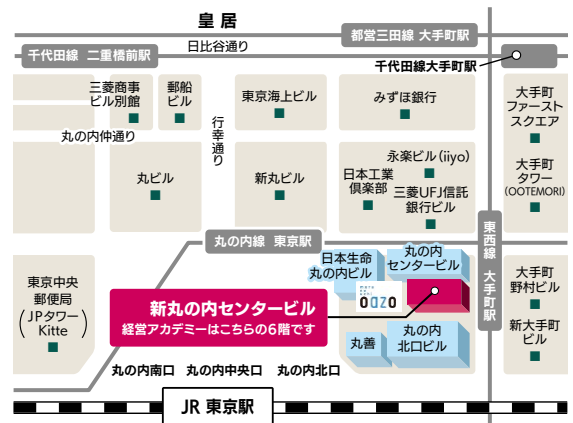 皇 居
都営三田線 大手町駅
日比谷通り
千代田線 二重橋前駅
千代田線大手町駅
三菱商事
ビル別館
郵船
ビル
東京海上ビル
みずほ銀行
大手町
ファースト
スクエア
丸の内仲通り
行幸通り
丸ビル
新丸ビル
永楽ビル(iiyo)
日本工業
倶楽部
三菱UFJ信託
銀行ビル
大手町
タワー
(OOTEMORI)
丸の内線 東京駅
東西線 大手町駅
東京中央
郵便局
(JPタワー)
Kitte
日本生命
丸の内ビル
丸の内
センタービル
oazo
新丸の内センタービル
経営アカデミーはこちらの6階です
大手町
野村ビル
新大手町
ビル
丸善
丸の内
北口ビル
丸の内南口 丸の内中央口 丸の内北口
JR 東京駅